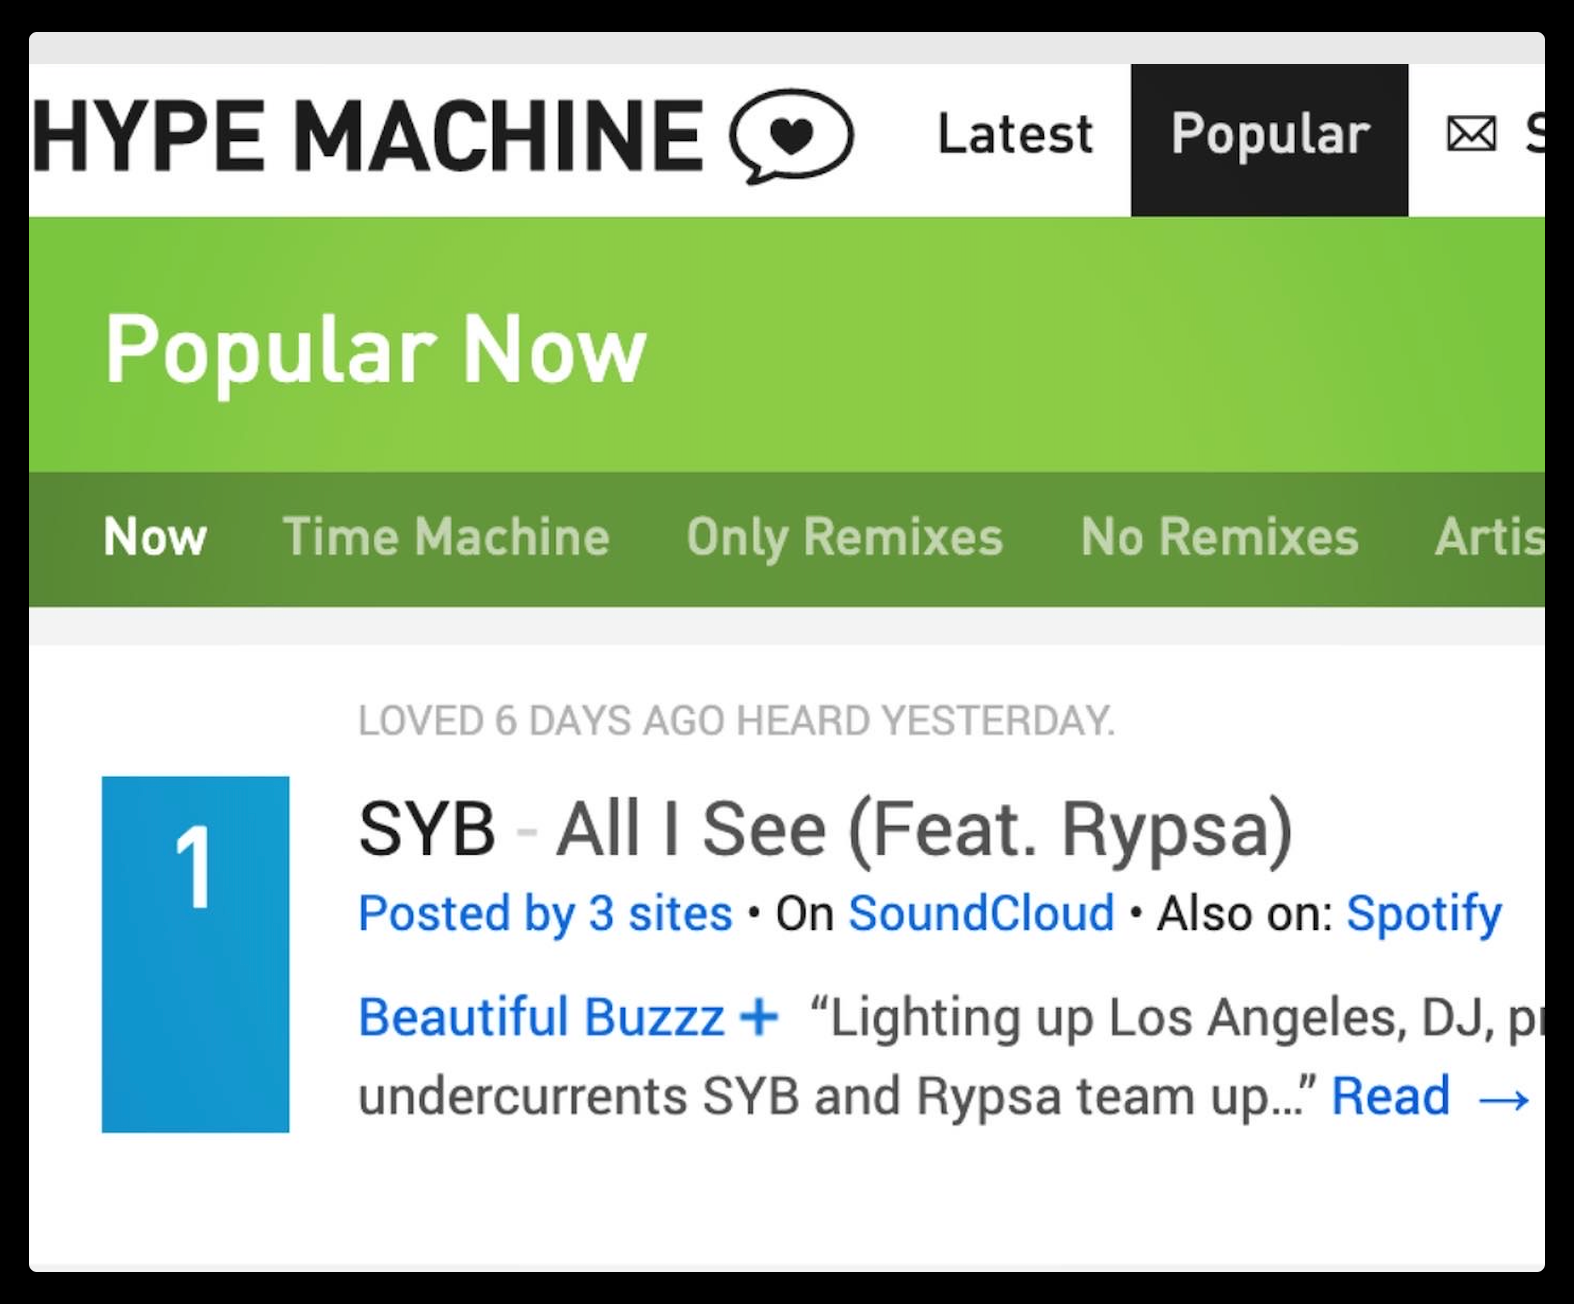 HYPE MACHINE Latest Popular
Popular Now
Now Time Machine Only Remixes No Remixes
LOVED 6 DAYS AGO HEARD YESTERDAY.
1 SYB - All I See (Feat. Rypsa)
Posted by 3 sites • On SoundCloud • Also on: Spotify
Beautiful Buzzz + “Lighting up Los Angeles, DJ,
undercurrents SYB and Rypsa team up...” Read →